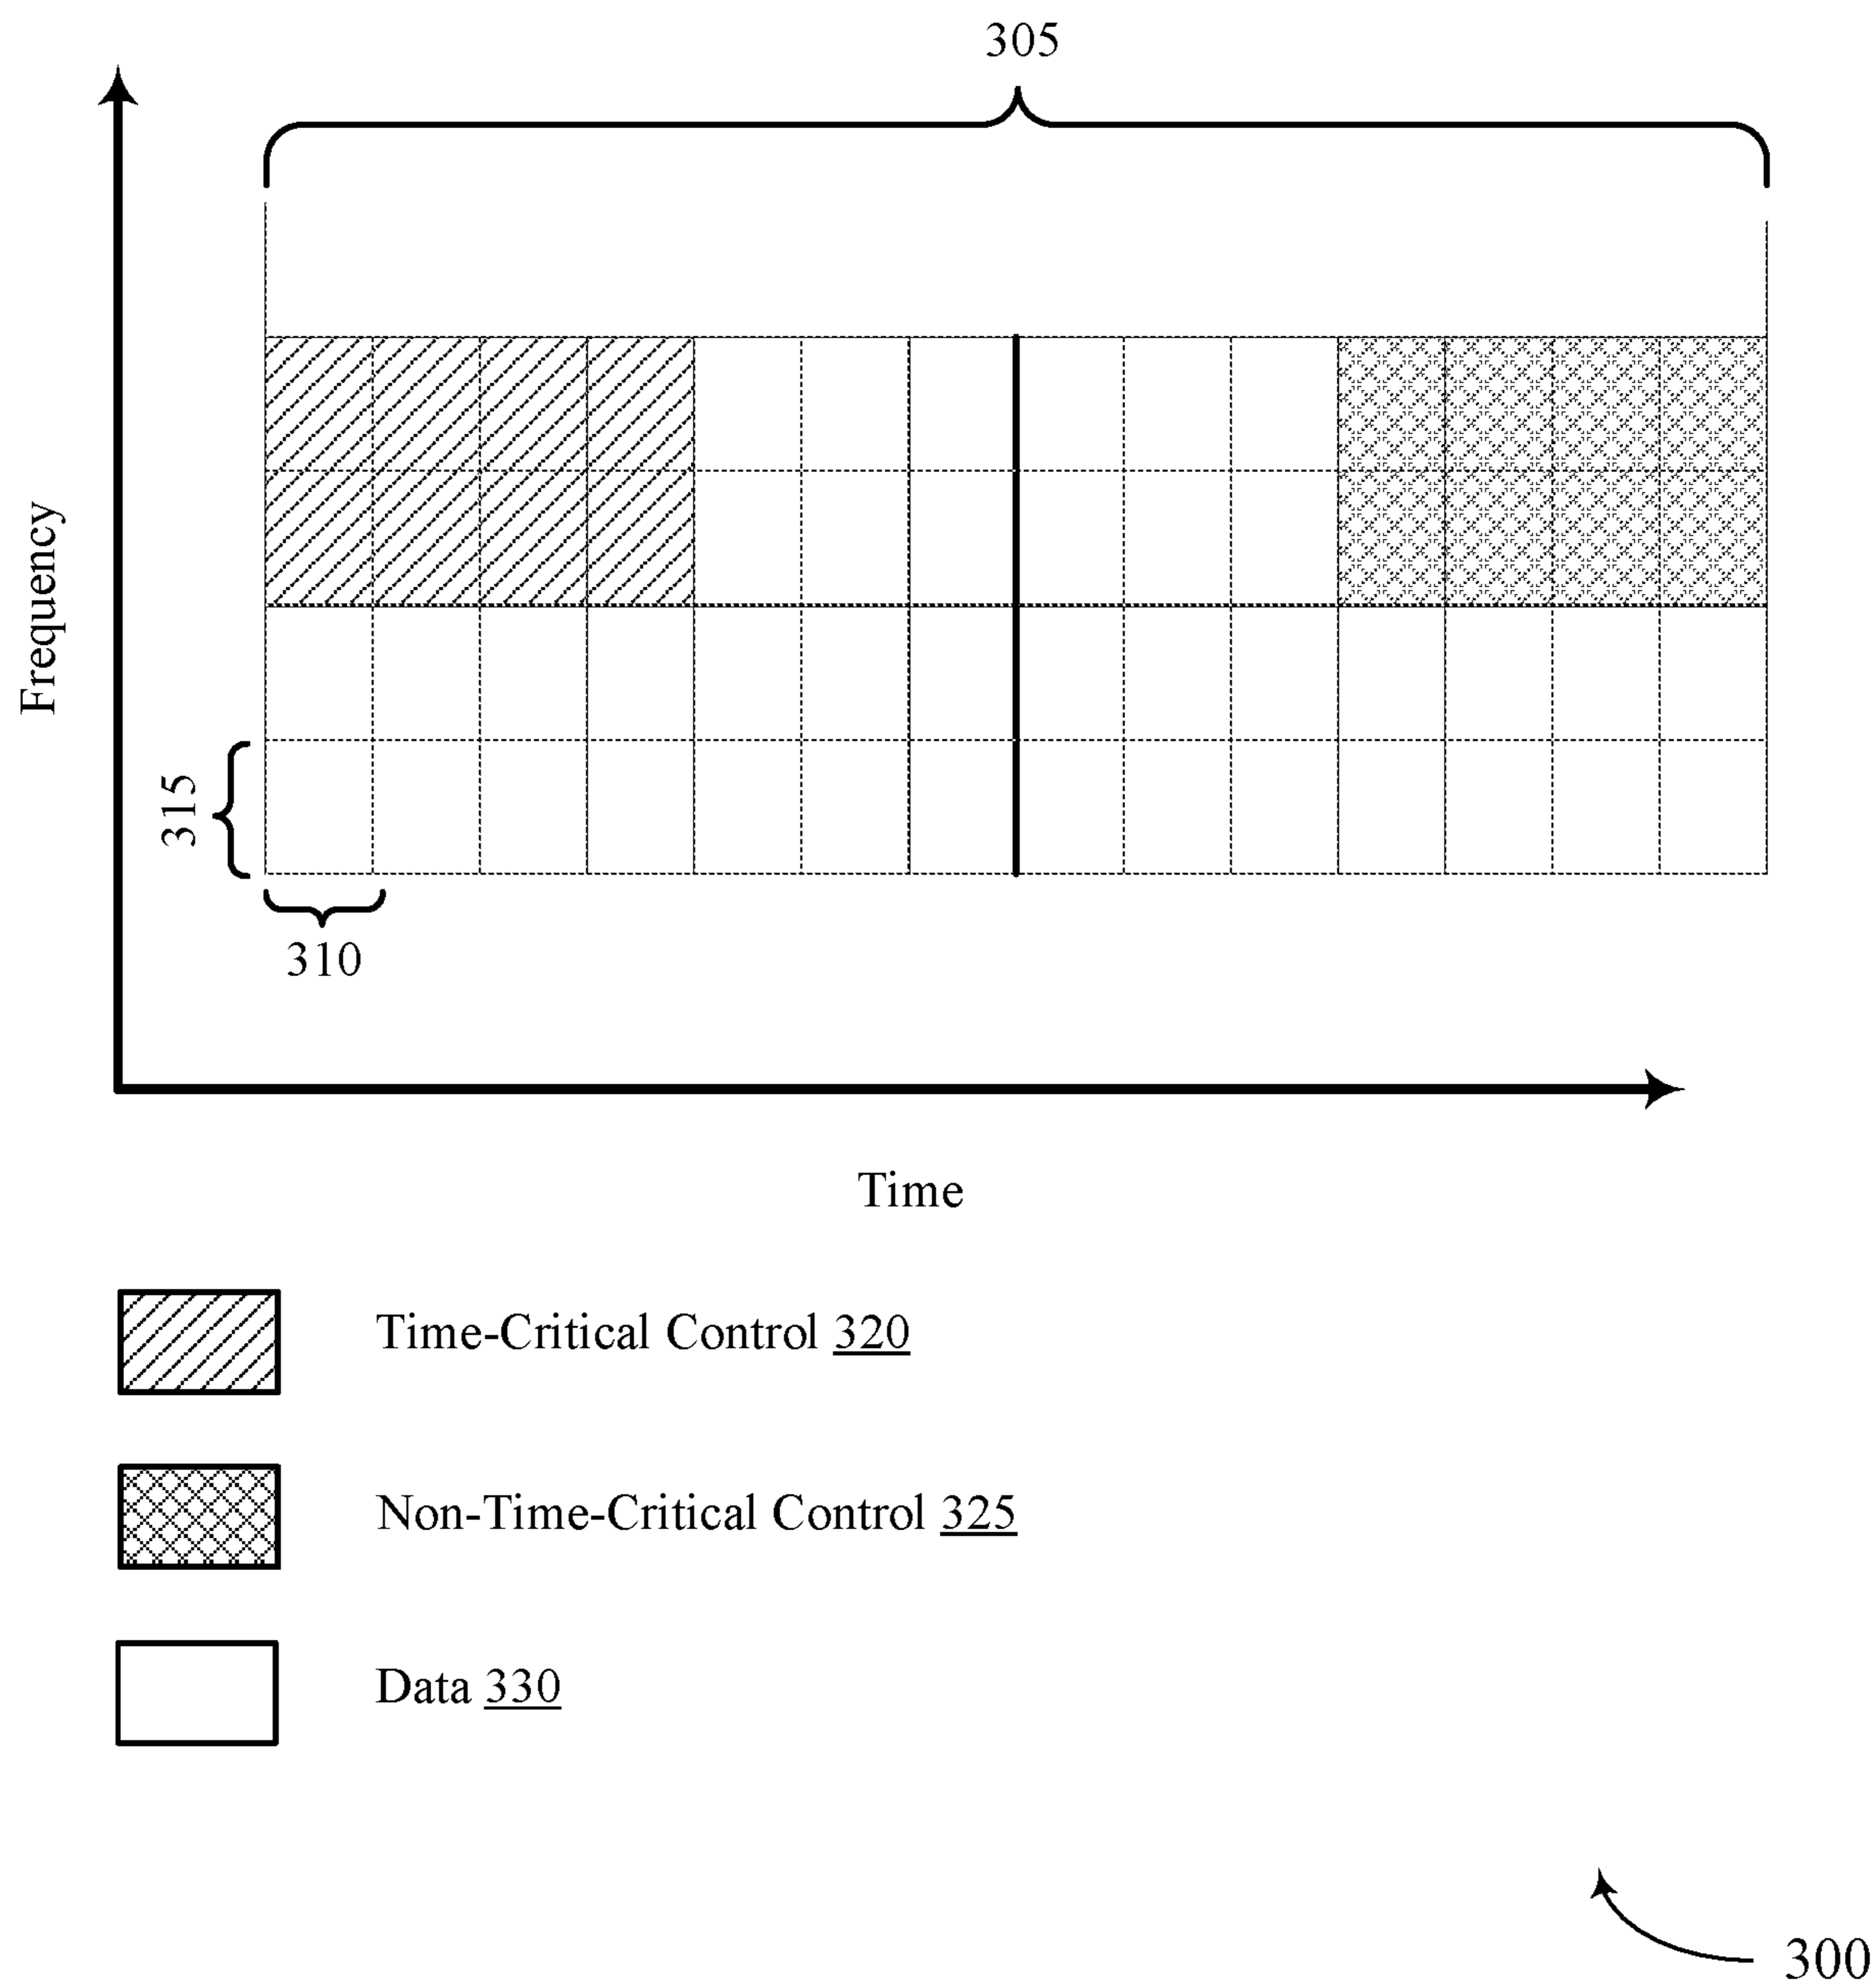 305
Frequency
315
310
Time
Time-Critical Control 320
Non-Time-Critical Control 325
Data 330
300